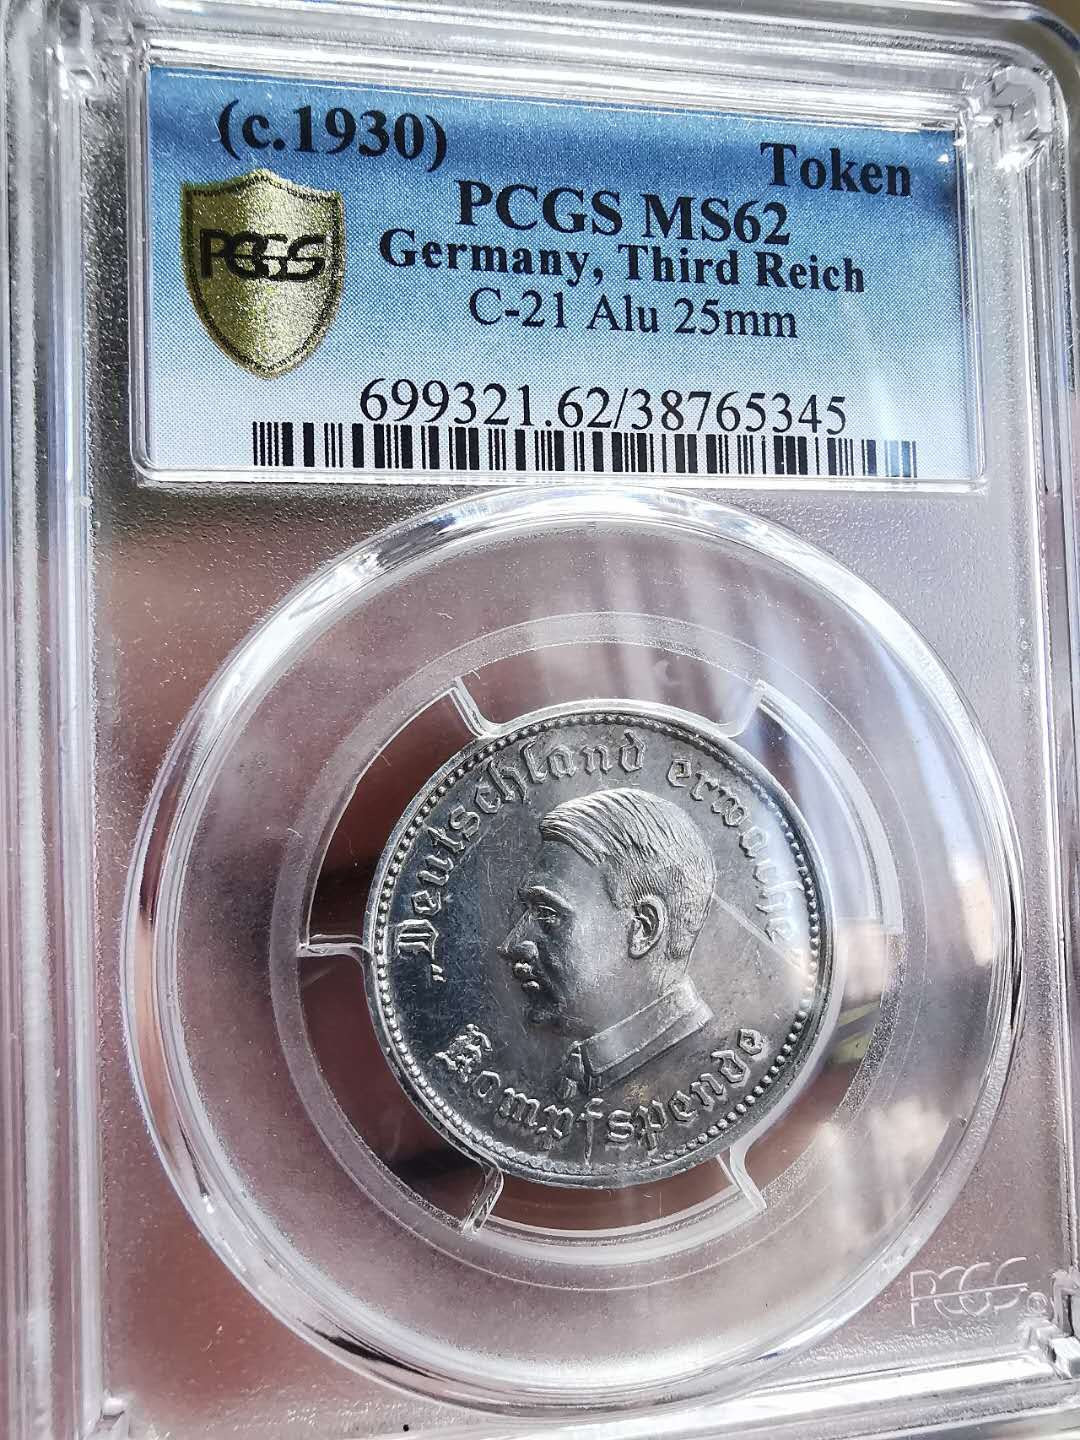 (c.1930)
Token
PCGS MS62
PCGS
Germany, Third Reich
C-21 Alu 25mm
699321.62/38765345
„Deutschland erwache“
Kampfspende
PCGS